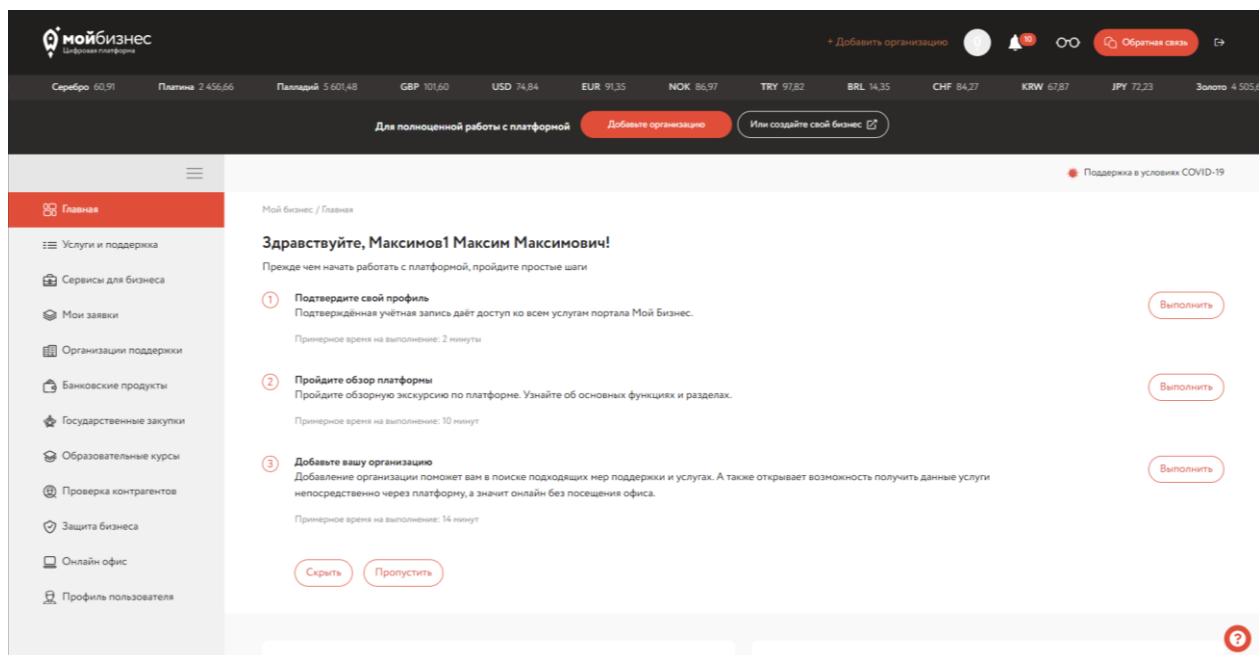 мойбизнес
Цифровая платформа
+ Добавить организацию
10
Обратная связь
Серебро 60,91 Платина 2 456,66 Палладий 5 601,48 GBP 101,60 USD 74,84 EUR 91,35 NOK 86,97 TRY 97,82 BRL 14,35 CHF 84,27 KRW 67,87 JPY 72,23 Золото 4 505,6
Для полноценной работы с платформой
Добавьте организацию
Или создайте свой бизнес
Поддержка в условиях COVID-19
Главная
Услуги и поддержка
Сервисы для бизнеса
Мои заявки
Организации поддержки
Банковские продукты
Государственные закупки
Образовательные курсы
Проверка контрагентов
Защита бизнеса
Онлайн офис
Профиль пользователя
Мой бизнес / Главная
Здравствуйте, Максимов1 Максим Максимович!
Прежде чем начать работать с платформой, пройдите простые шаги
1 Подтвердите свой профиль
Подтверждённая учётная запись даёт доступ ко всем услугам портала Мой Бизнес.
Примерное время на выполнение: 2 минуты
Выполнить
2 Пройдите обзор платформы
Пройдите обзорную экскурсию по платформе. Узнайте об основных функциях и разделах.
Примерное время на выполнение: 10 минут
Выполнить
3 Добавьте вашу организацию
Добавление организации поможет вам в поиске подходящих мер поддержки и услугах. А также открывает возможность получить данные услуги
непосредственно через платформу, а значит онлайн без посещения офиса.
Примерное время на выполнение: 14 минут
Выполнить
Скрыть
Пропустить
?